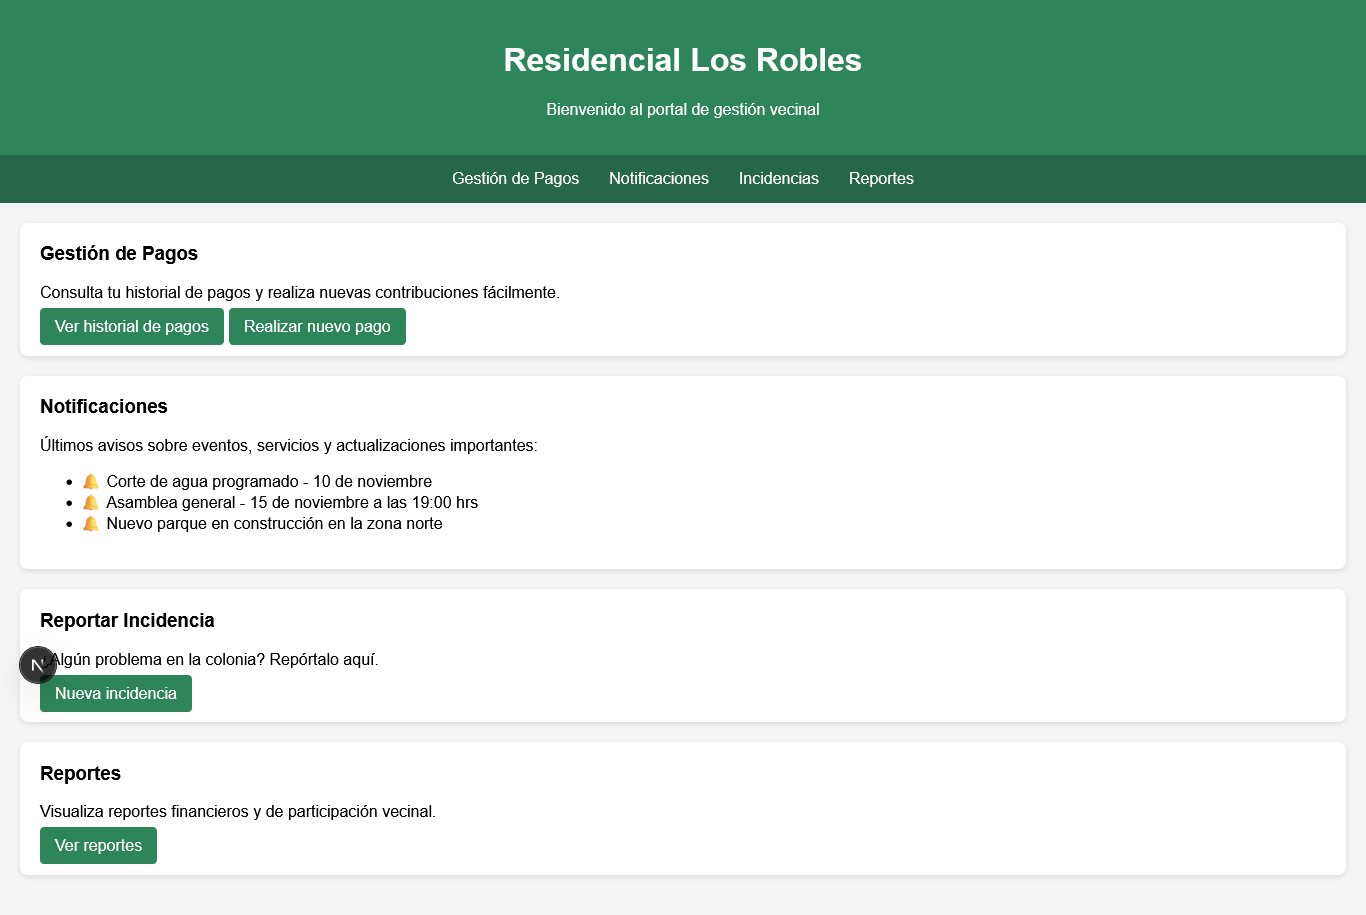 Residencial Los Robles
Bienvenido al portal de gestión vecinal
Gestión de Pagos Notificaciones Incidencias Reportes
Gestión de Pagos
Consulta tu historial de pagos y realiza nuevas contribuciones fácilmente.
Ver historial de pagos Realizar nuevo pago
Notificaciones
Últimos avisos sobre eventos, servicios y actualizaciones importantes:
• 🔔 Corte de agua programado - 10 de noviembre
• 🔔 Asamblea general - 15 de noviembre a las 19:00 hrs
• 🔔 Nuevo parque en construcción en la zona norte
Reportar Incidencia
¿Algún problema en la colonia? Repórtalo aquí.
N
Nueva incidencia
Reportes
Visualiza reportes financieros y de participación vecinal.
Ver reportes